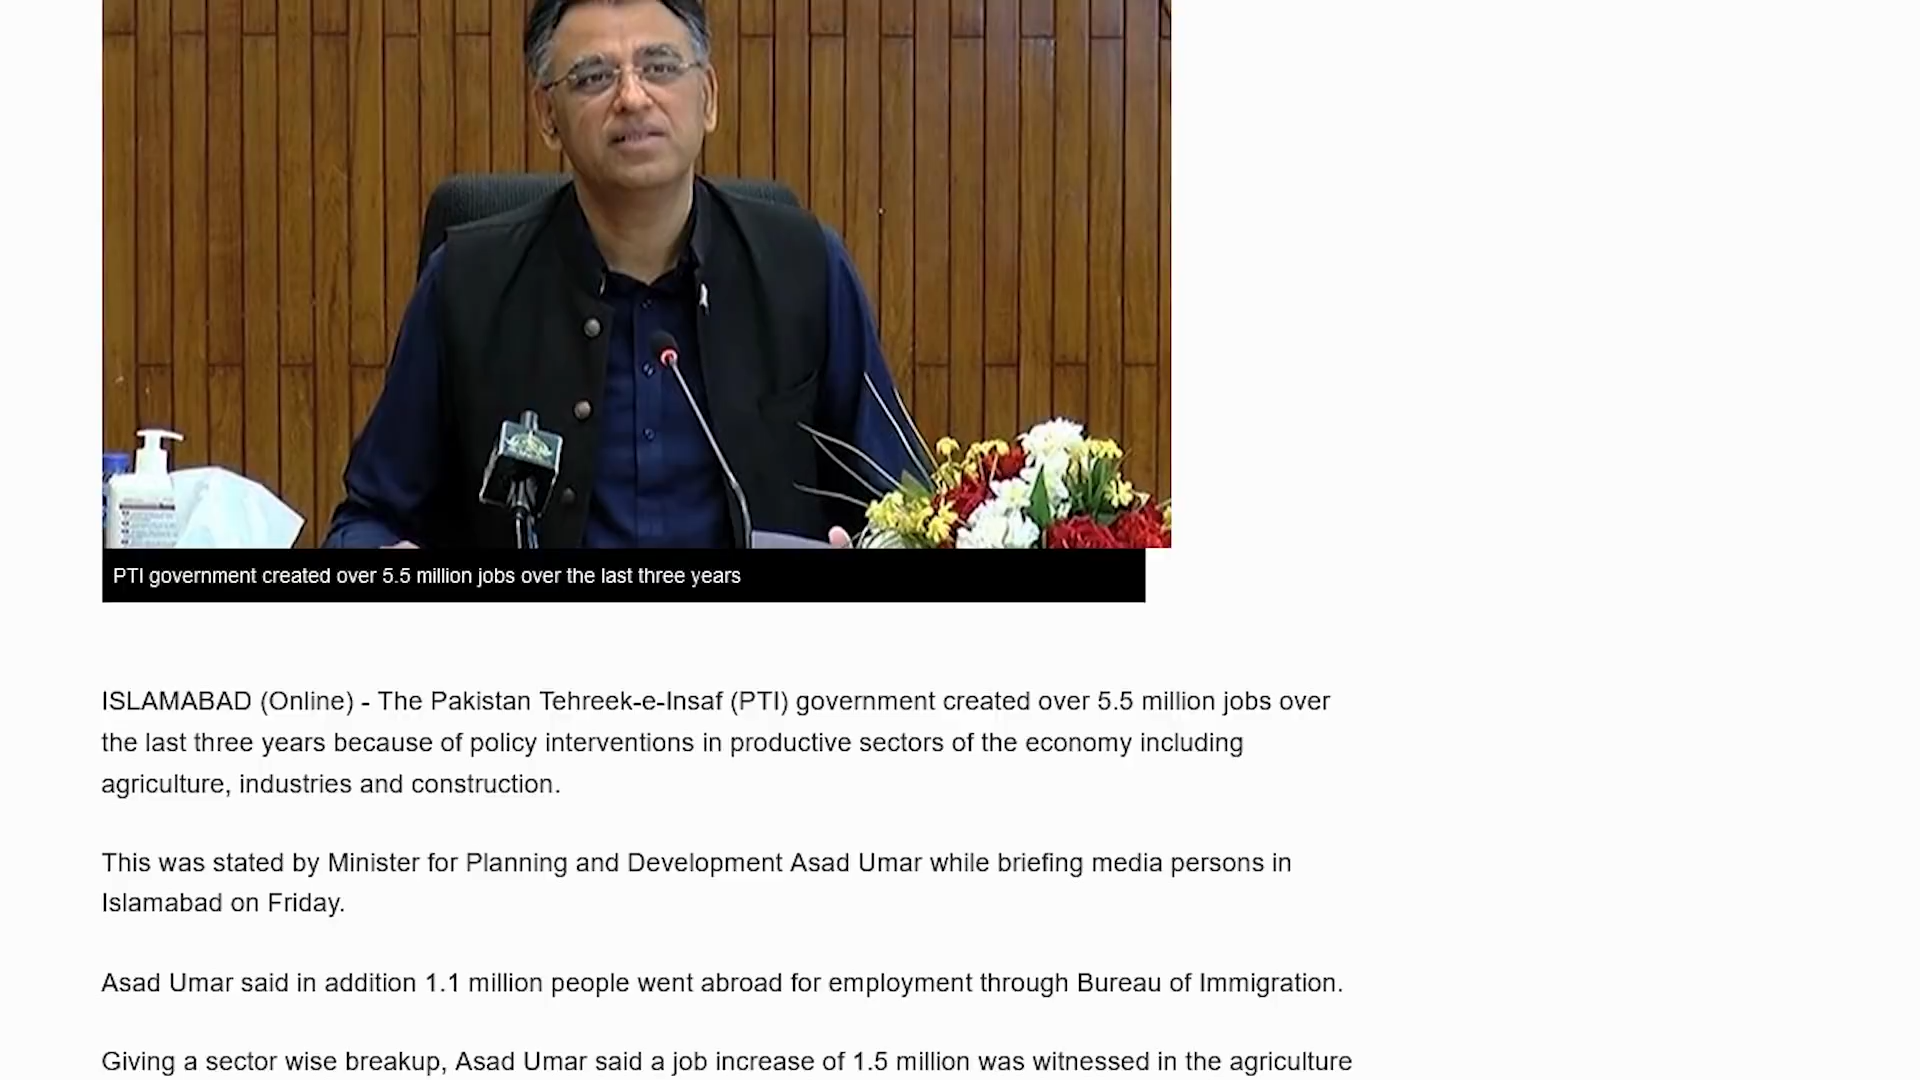 PTI government created over 5.5 million jobs over the last three years
ISLAMABAD (Online) - The Pakistan Tehreek-e-Insaf (PTI) government created over 5.5 million jobs over
the last three years because of policy interventions in productive sectors of the economy including
agriculture, industries and construction.
This was stated by Minister for Planning and Development Asad Umar while briefing media persons in
Islamabad on Friday.
Asad Umar said in addition 1.1 million people went abroad for employment through Bureau of Immigration.
Giving a sector wise breakup, Asad Umar said a job increase of 1.5 million was witnessed in the agriculture